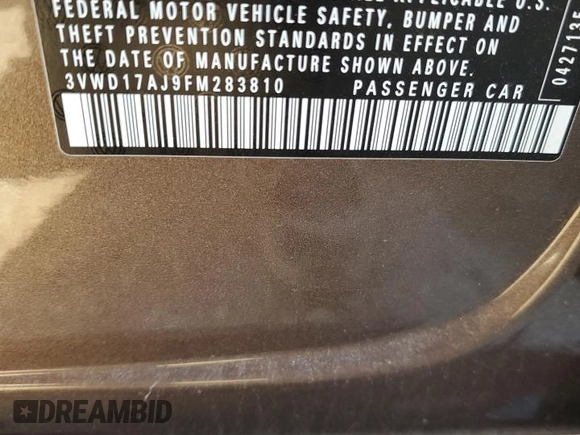 FEDERAL MOTOR VEHICLE SAFETY, BUMPER AND
THEFT PREVENTION STANDARDS IN EFFECT ON
THE DATE OF MANUFACTURE SHOWN ABOVE.
3VWD17AJ9FM283810 PASSENGER CAR
DREAMBID